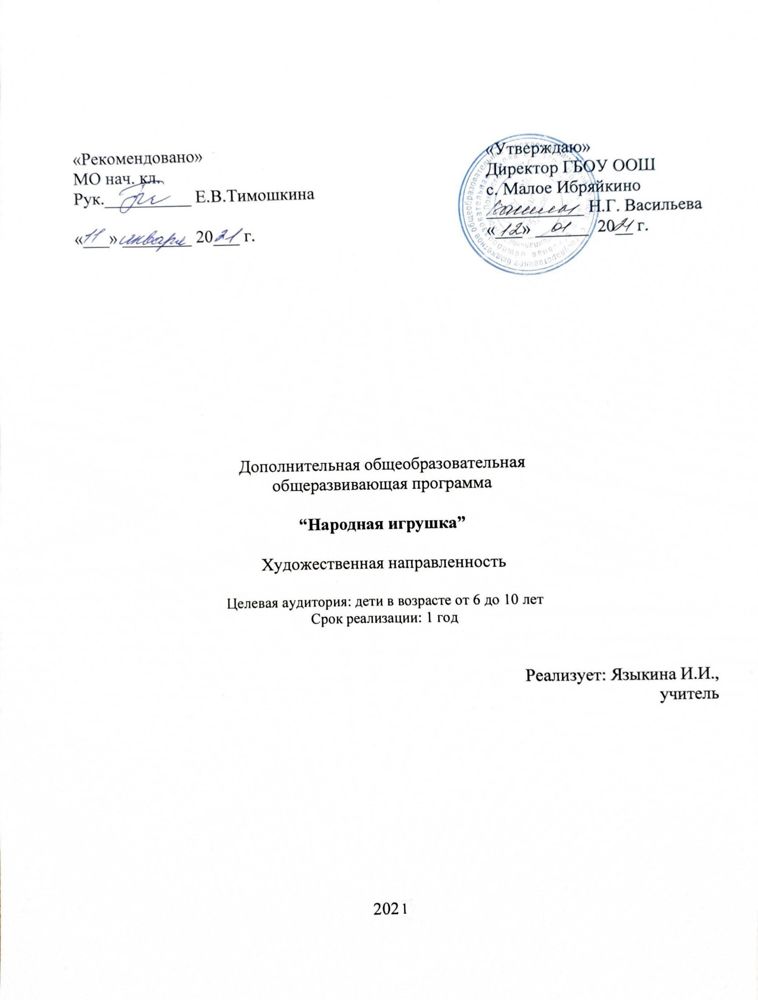 «Рекомендовано»
МО нач. кл.
Рук. Е.В.Тимошкина
«11» января 2021 г.
«Утверждаю»
Директор ГБОУ ООШ
с. Малое Ибряйкино
Н.Г. Васильева
«12» 01 2021 г.
Дополнительная общеобразовательная
общеразвивающая программа
“Народная игрушка”
Художественная направленность
Целевая аудитория: дети в возрасте от 6 до 10 лет
Срок реализации: 1 год
Реализует: Языкина И.И.,
учитель
2021